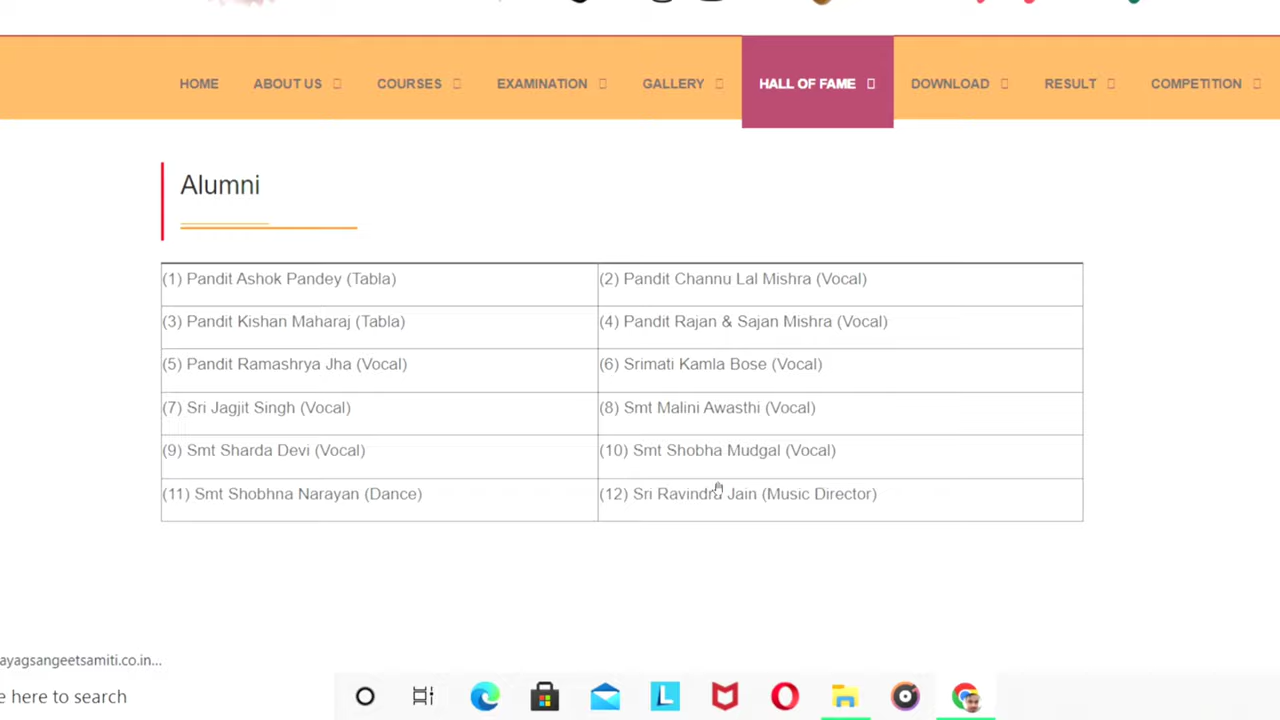 HOME ABOUT US COURSES EXAMINATION GALLERY HALL OF FAME DOWNLOAD RESULT COMPETITION
Alumni
(1) Pandit Ashok Pandey (Tabla) (2) Pandit Channu Lal Mishra (Vocal)
(3) Pandit Kishan Maharaj (Tabla) (4) Pandit Rajan & Sajan Mishra (Vocal)
(5) Pandit Ramashrya Jha (Vocal) (6) Srimati Kamla Bose (Vocal)
(7) Sri Jagjit Singh (Vocal) (8) Smt Malini Awasthi (Vocal)
(9) Smt Sharda Devi (Vocal) (10) Smt Shobha Mudgal (Vocal)
(11) Smt Shobhna Narayan (Dance) (12) Sri Ravindra Jain (Music Director)
ayagsangeetsamiti.co.in...
e here to search
L